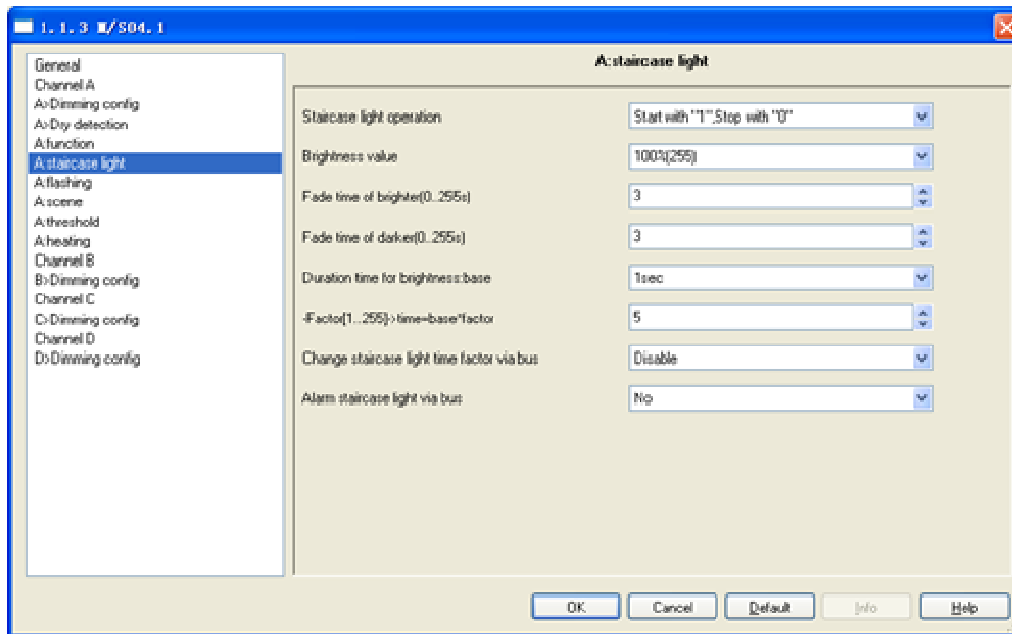 1.1.3 M/S04.1
General
Channel A
A>Dimming config
A>Dry detection
A:function
A:staircase light
A:flashing
A:scene
A:threshold
A:heating
Channel B
B>Dimming config
Channel C
C>Dimming config
Channel D
D>Dimming config
A:staircase light
Staircase light operation
Start with "1",Stop with "0"
Brightness value
100%(255)
Fade time of brighter(0..255s)
3
Fade time of darker(0..255s)
3
Duration time for brightness:base
1sec
-lFactor[1...255]->time=base*factor
5
Change staircase light time factor via bus
Disable
Alarm staircase light via bus
No
OK
Cancel
Default
Info
Help